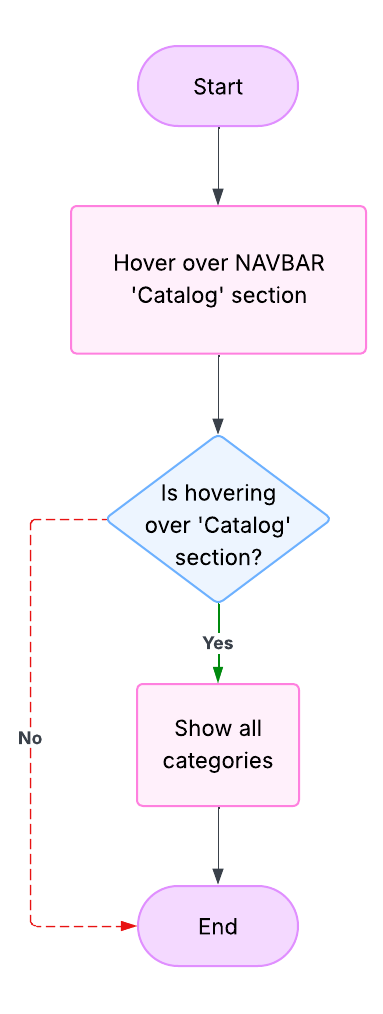 Start
Hover over NAVBAR
'Catalog' section
Is hovering
over 'Catalog'
section?
Yes
Show all
categories
No
End